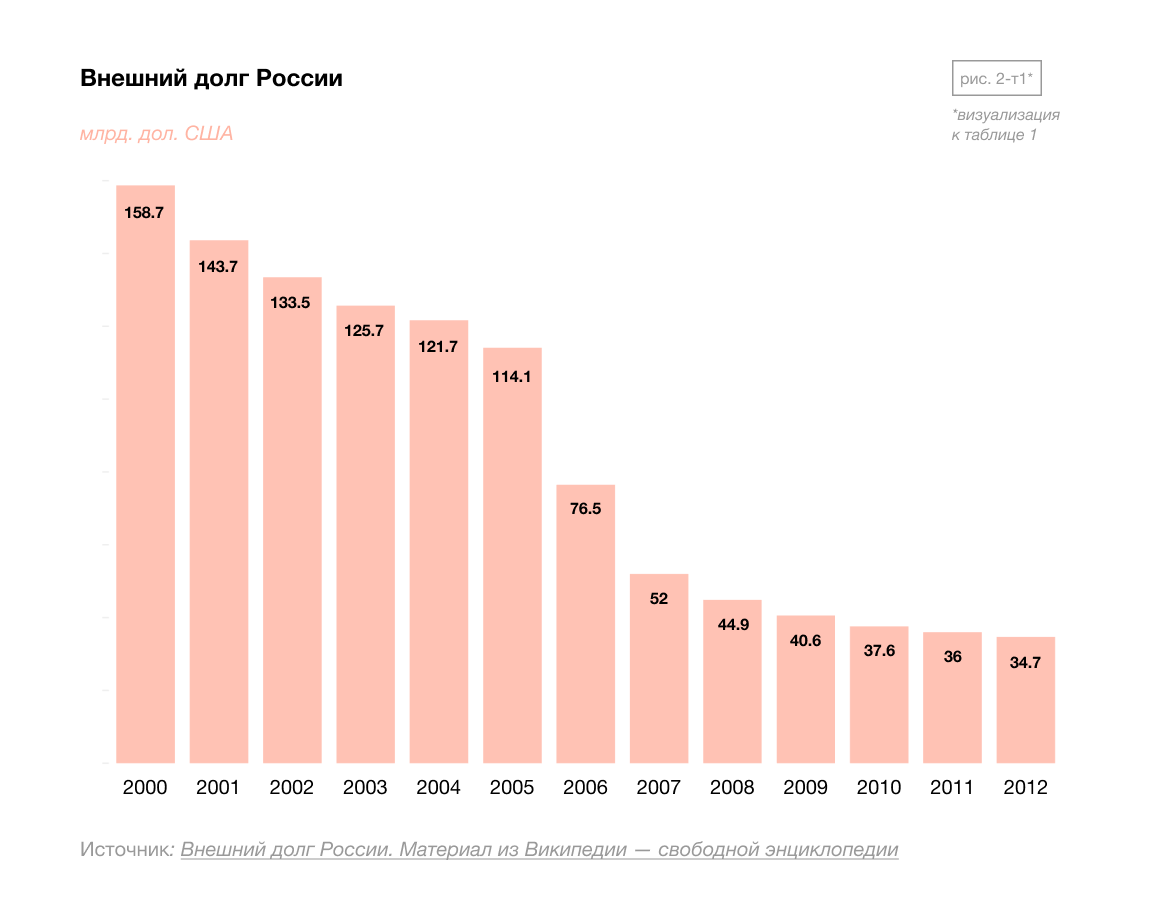 Внешний долг России
рис. 2-т1*
млрд. дол. США
*визуализация
к таблице 1
158.7
143.7
133.5
125.7
121.7
114.1
76.5
52
44.9
40.6
37.6
36
34.7
2000 2001 2002 2003 2004 2005 2006 2007 2008 2009 2010 2011 2012
Источник: Внешний долг России. Материал из Википедии — свободной энциклопедии